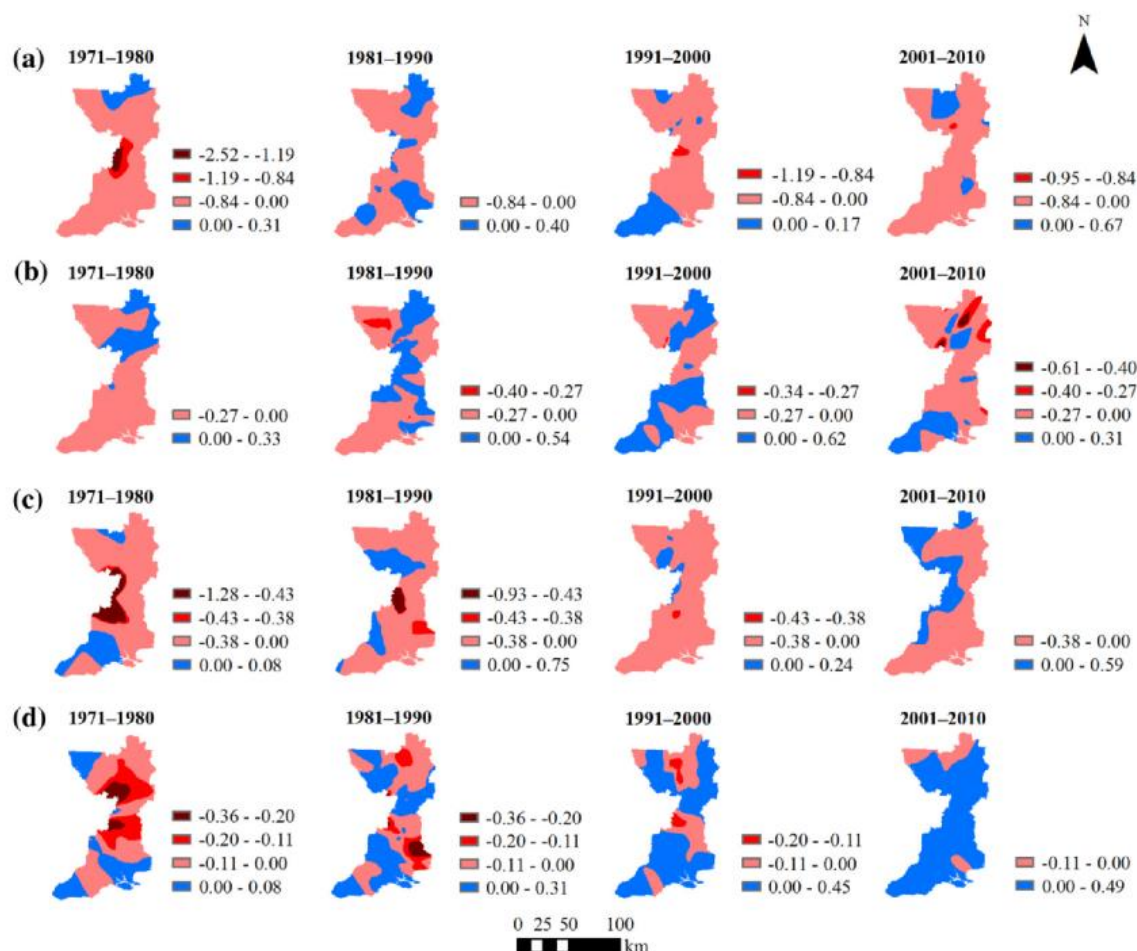 N
(a) 1971–1980 1981–1990 1991–2000 2001–2010
-2.52 - -1.19
-1.19 - -0.84
-0.84 - 0.00
0.00 - 0.31
-0.84 - 0.00
0.00 - 0.40
-1.19 - -0.84
-0.84 - 0.00
0.00 - 0.17
-0.95 - -0.84
-0.84 - 0.00
0.00 - 0.67
(b) 1971–1980 1981–1990 1991–2000 2001–2010
-0.27 - 0.00
0.00 - 0.33
-0.40 - -0.27
-0.27 - 0.00
0.00 - 0.54
-0.34 - -0.27
-0.27 - 0.00
0.00 - 0.62
-0.61 - -0.40
-0.40 - -0.27
-0.27 - 0.00
0.00 - 0.31
(c) 1971–1980 1981–1990 1991–2000 2001–2010
-1.28 - -0.43
-0.43 - -0.38
-0.38 - 0.00
0.00 - 0.08
-0.93 - -0.43
-0.43 - -0.38
-0.38 - 0.00
0.00 - 0.75
-0.43 - -0.38
-0.38 - 0.00
0.00 - 0.24
-0.38 - 0.00
0.00 - 0.59
(d) 1971–1980 1981–1990 1991–2000 2001–2010
-0.36 - -0.20
-0.20 - -0.11
-0.11 - 0.00
0.00 - 0.08
-0.36 - -0.20
-0.20 - -0.11
-0.11 - 0.00
0.00 - 0.31
-0.20 - -0.11
-0.11 - 0.00
0.00 - 0.45
-0.11 - 0.00
0.00 - 0.49
0 25 50 100
km